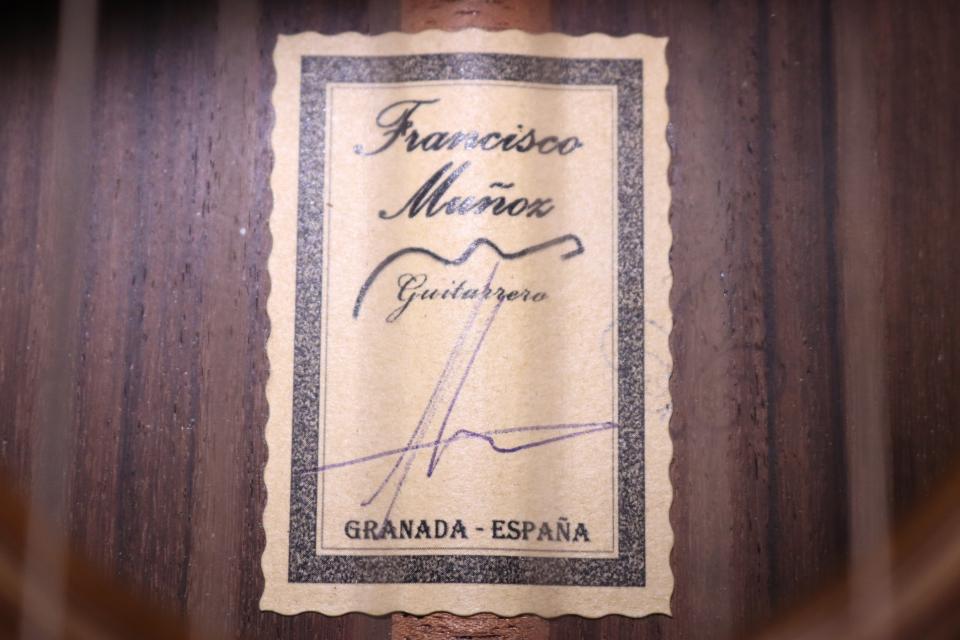 Francisco
Muñoz
Guitarrero
GRANADA - ESPAÑA